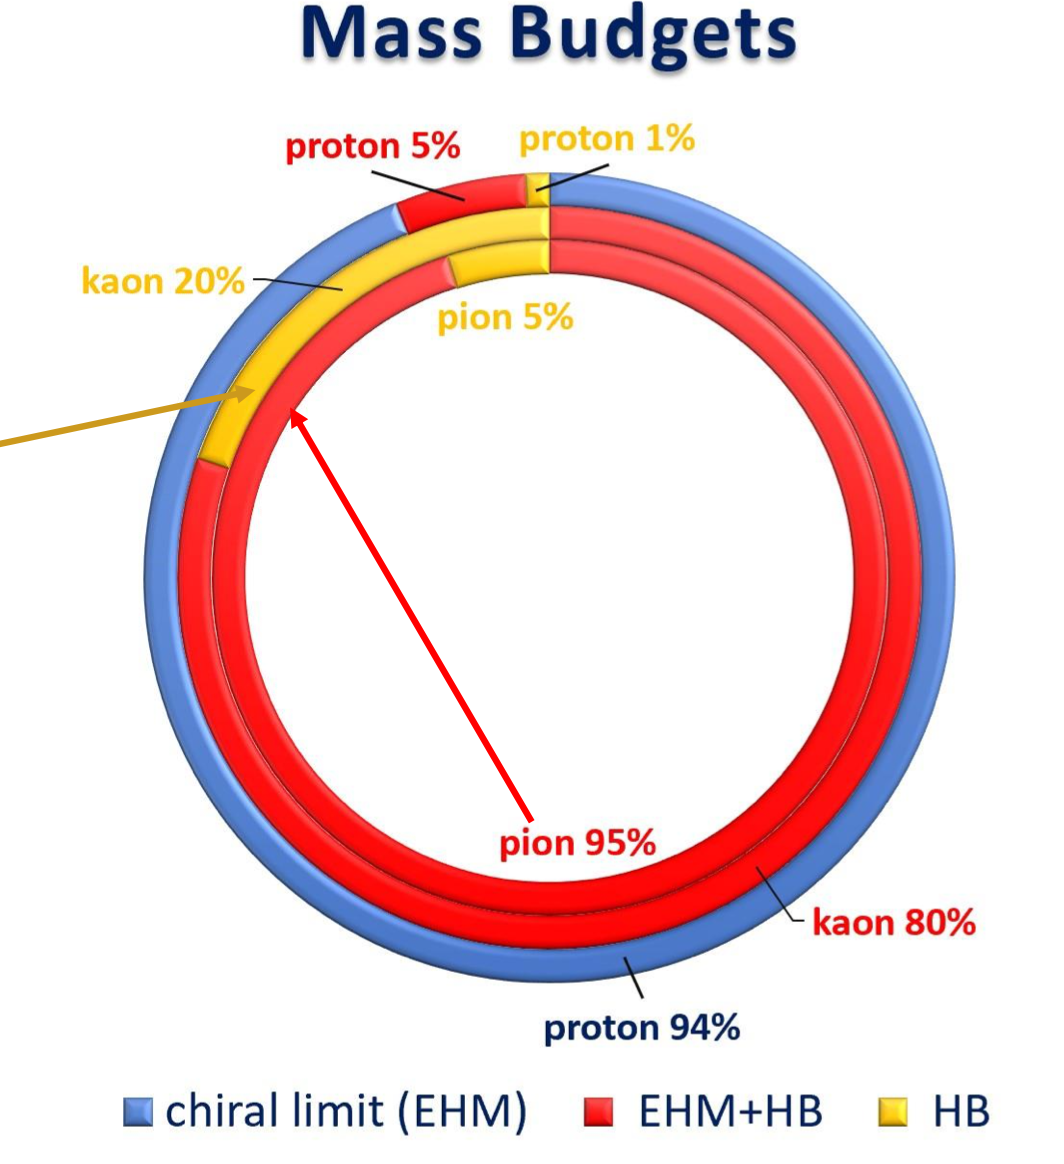 Mass Budgets
proton 5%
proton 1%
kaon 20%
pion 5%
pion 95%
kaon 80%
proton 94%
chiral limit (EHM) EHM+HB HB